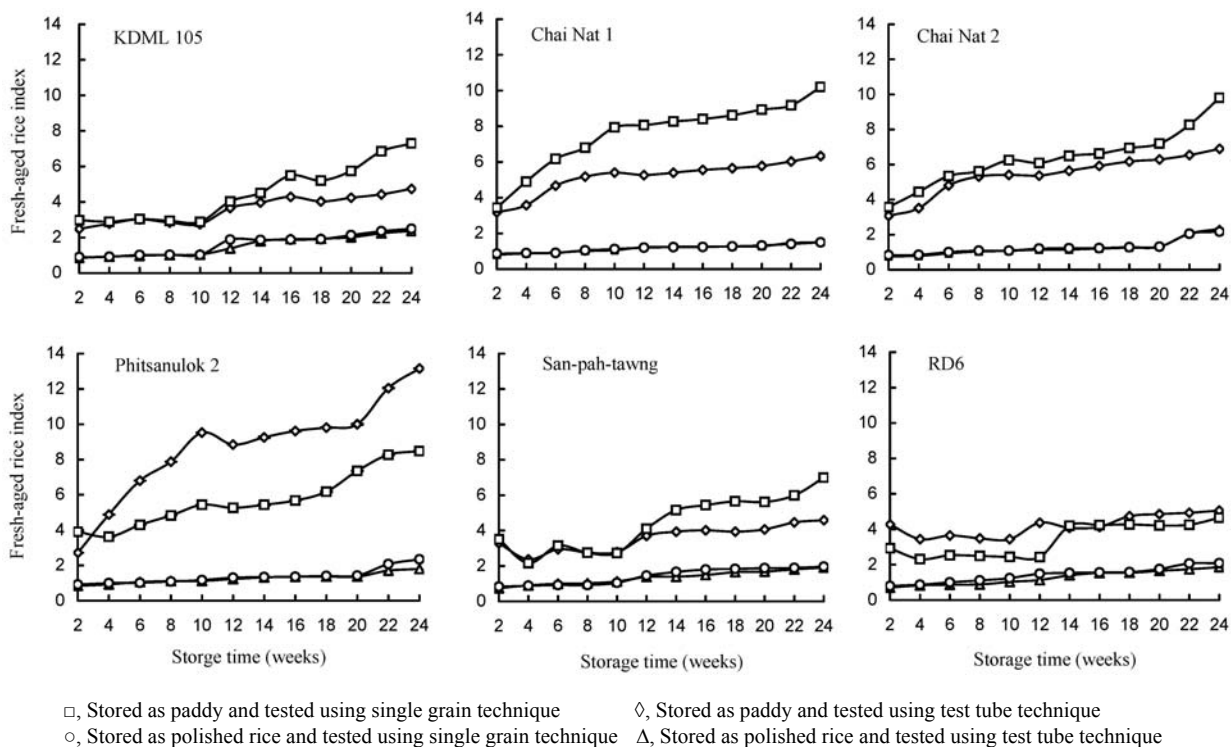 KDML 105
Chai Nat 1
Chai Nat 2
Fresh-aged rice index
14
12
10
8
6
4
2
0
2 4 6 8 10 12 14 16 18 20 22 24
14
12
10
8
6
4
2
0
2 4 6 8 10 12 14 16 18 20 22 24
14
12
10
8
6
4
2
0
2 4 6 8 10 12 14 16 18 20 22 24
Phitsanulok 2
San-pah-tawng
RD6
Fresh-aged rice index
14
12
10
8
6
4
2
0
2 4 6 8 10 12 14 16 18 20 22 24
14
12
10
8
6
4
2
0
2 4 6 8 10 12 14 16 18 20 22 24
14
12
10
8
6
4
2
0
2 4 6 8 10 12 14 16 18 20 22 24
Storge time (weeks)
Storage time (weeks)
Storage time (weeks)
□, Stored as paddy and tested using single grain technique ◊, Stored as paddy and tested using test tube technique
○, Stored as polished rice and tested using single grain technique Δ, Stored as polished rice and tested using test tube technique